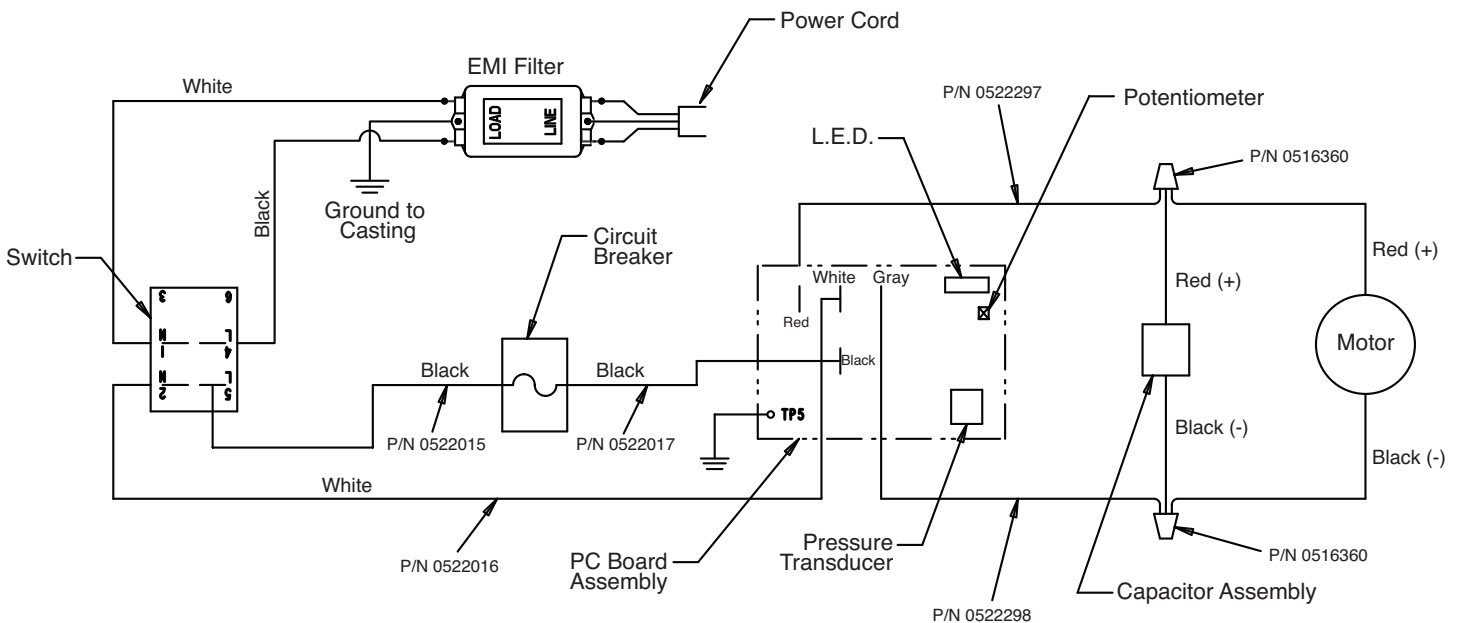 Power Cord
EMI Filter
White
LOAD
LINE
P/N 0522297
Potentiometer
L.E.D.
P/N 0516360
Black
Ground to
Casting
Switch
Circuit
Breaker
Red (+)
White
Gray
Red (+)
3
6
Red
N
1
L
4
Motor
Black
Black
Black
N
2
L
5
TP5
P/N 0522015
P/N 0522017
Black (-)
Black (-)
White
P/N 0522016
PC Board
Assembly
Pressure
Transducer
P/N 0516360
Capacitor Assembly
P/N 0522298